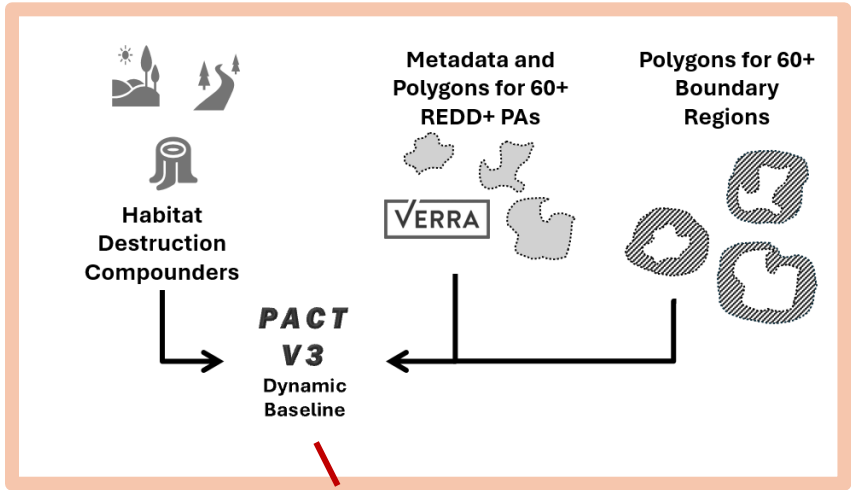 Habitat
Destruction
Compounders
Metadata and
Polygons for 60+
REDD+ PAs
VERRA
Polygons for 60+
Boundary
Regions
PACT
V3
Dynamic
Baseline